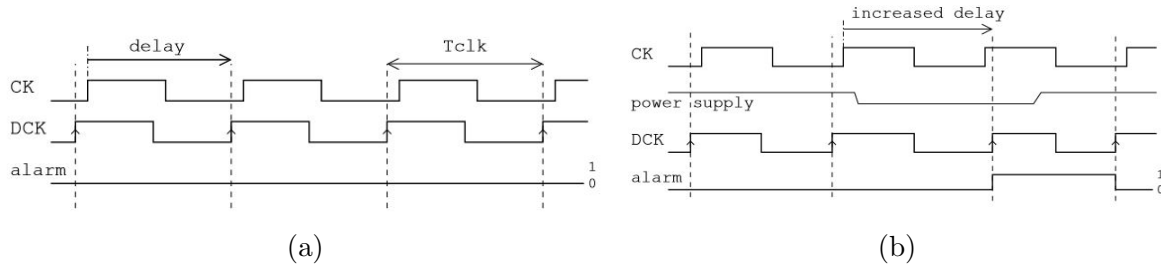 delay
Tclk
CK
DCK
alarm
1
0
(a)
increased delay
CK
power supply
DCK
alarm
1
0
(b)